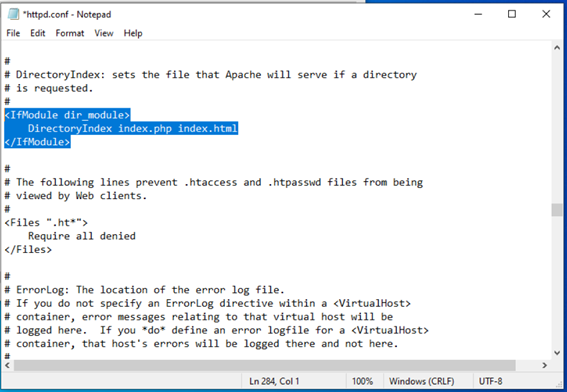 *httpd.conf - Notepad
File Edit Format View Help
#
# DirectoryIndex: sets the file that Apache will serve if a directory
# is requested.
#
<IfModule dir_module>
    DirectoryIndex index.php index.html
</IfModule>
#
# The following lines prevent .htaccess and .htpasswd files from being
# viewed by Web clients.
#
<Files ".ht*">
    Require all denied
</Files>
#
# ErrorLog: The location of the error log file.
# If you do not specify an ErrorLog directive within a <VirtualHost>
# container, error messages relating to that virtual host will be
# logged here.  If you *do* define an error logfile for a <VirtualHost>
# container, that host's errors will be logged there and not here.
#
Ln 284, Col 1 100% Windows (CRLF) UTF-8